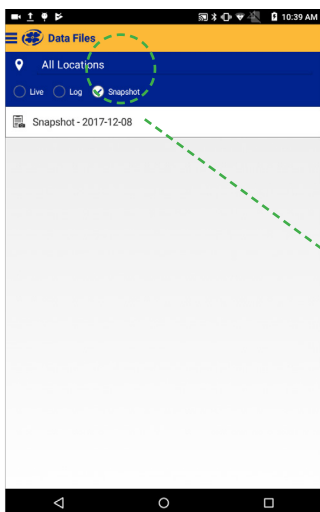 10:39 AM
Data Files
All Locations
Live Log Snapshot
Snapshot - 2017-12-08